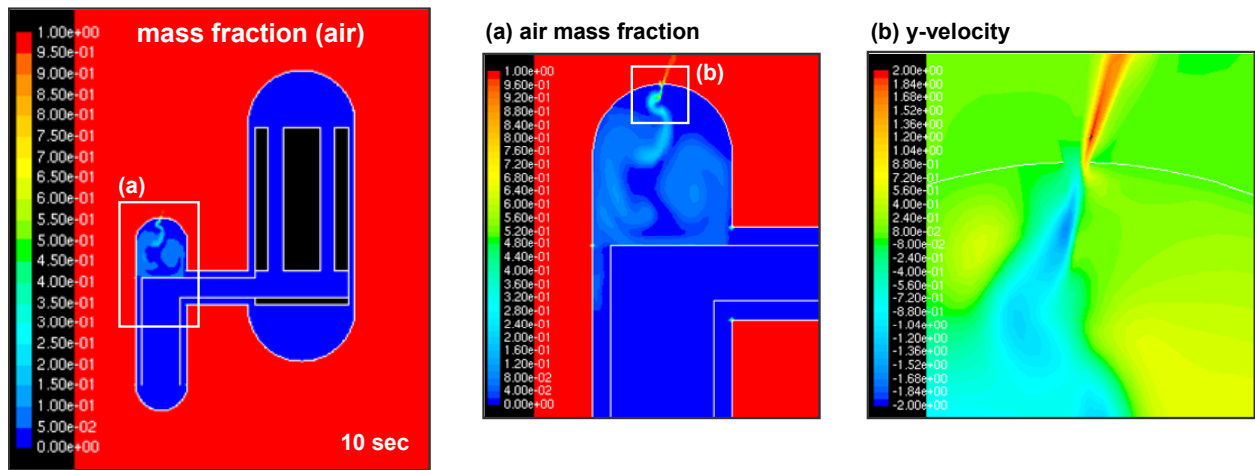 mass fraction (air)
1.00e+00
9.50e-01
9.00e-01
8.50e-01
8.00e-01
7.50e-01
7.00e-01
6.50e-01
6.00e-01
5.50e-01
5.00e-01
4.50e-01
4.00e-01
3.50e-01
3.00e-01
2.50e-01
2.00e-01
1.50e-01
1.00e-01
5.00e-02
0.00e+00
(a)
10 sec
(a) air mass fraction
1.00e+00
9.60e-01
9.20e-01
8.80e-01
8.40e-01
8.00e-01
7.60e-01
7.20e-01
6.80e-01
6.40e-01
6.00e-01
5.60e-01
5.20e-01
4.80e-01
4.40e-01
4.00e-01
3.60e-01
3.20e-01
2.80e-01
2.40e-01
2.00e-01
1.60e-01
1.20e-01
8.00e-02
4.00e-02
0.00e+00
(b)
(b) y-velocity
2.00e+00
1.84e+00
1.68e+00
1.52e+00
1.36e+00
1.20e+00
1.04e+00
8.80e-01
7.20e-01
5.60e-01
4.00e-01
2.40e-01
8.00e-02
-8.00e-02
-2.40e-01
-4.00e-01
-5.60e-01
-7.20e-01
-8.80e-01
-1.04e+00
-1.20e+00
-1.36e+00
-1.52e+00
-1.68e+00
-1.84e+00
-2.00e+00